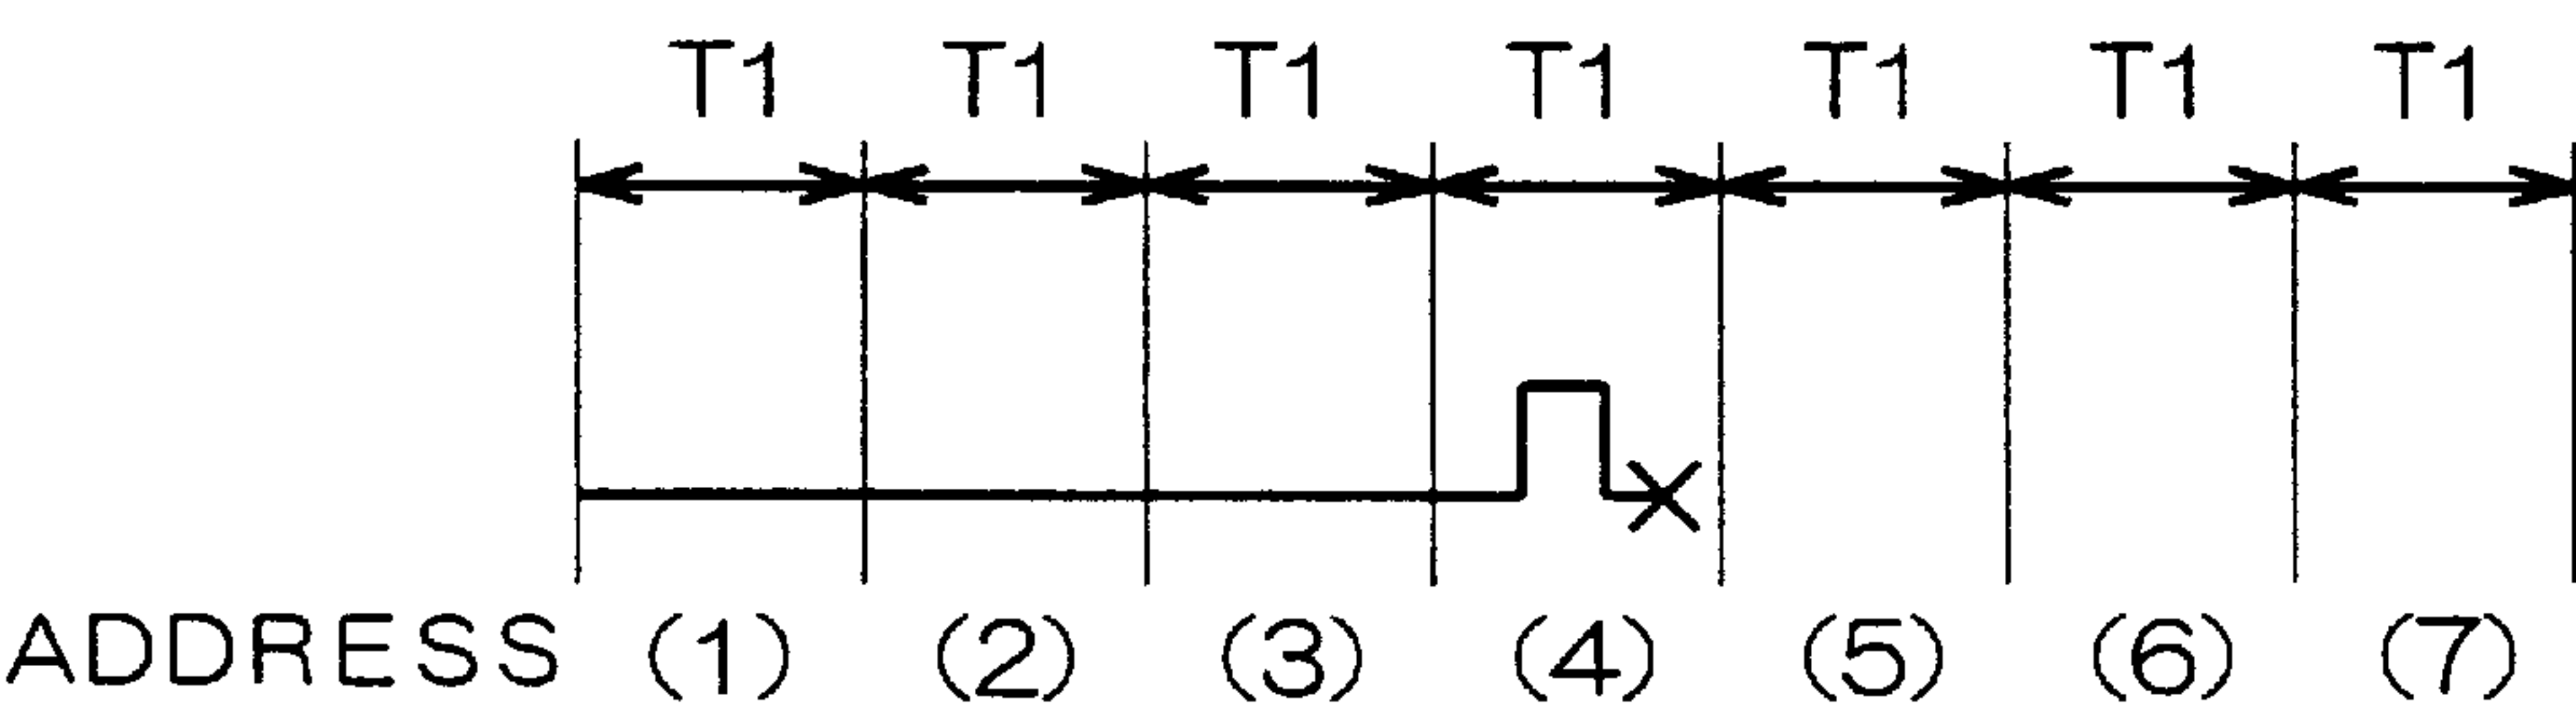 T1 T1 T1 T1 T1 T1 T1
ADDRESS (1) (2) (3) (4) (5) (6) (7)